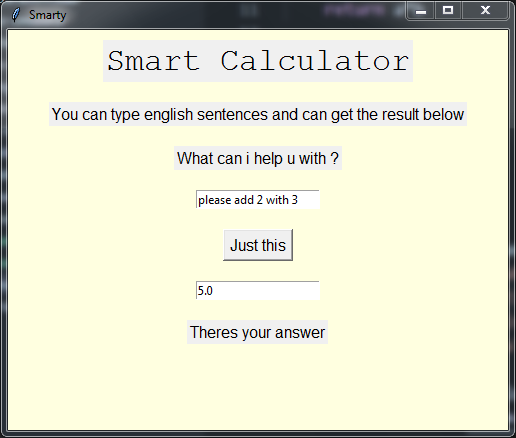 Smarty
Smart Calculator
You can type english sentences and can get the result below
What can i help u with ?
please add 2 with 3
Just this
5.0
Theres your answer